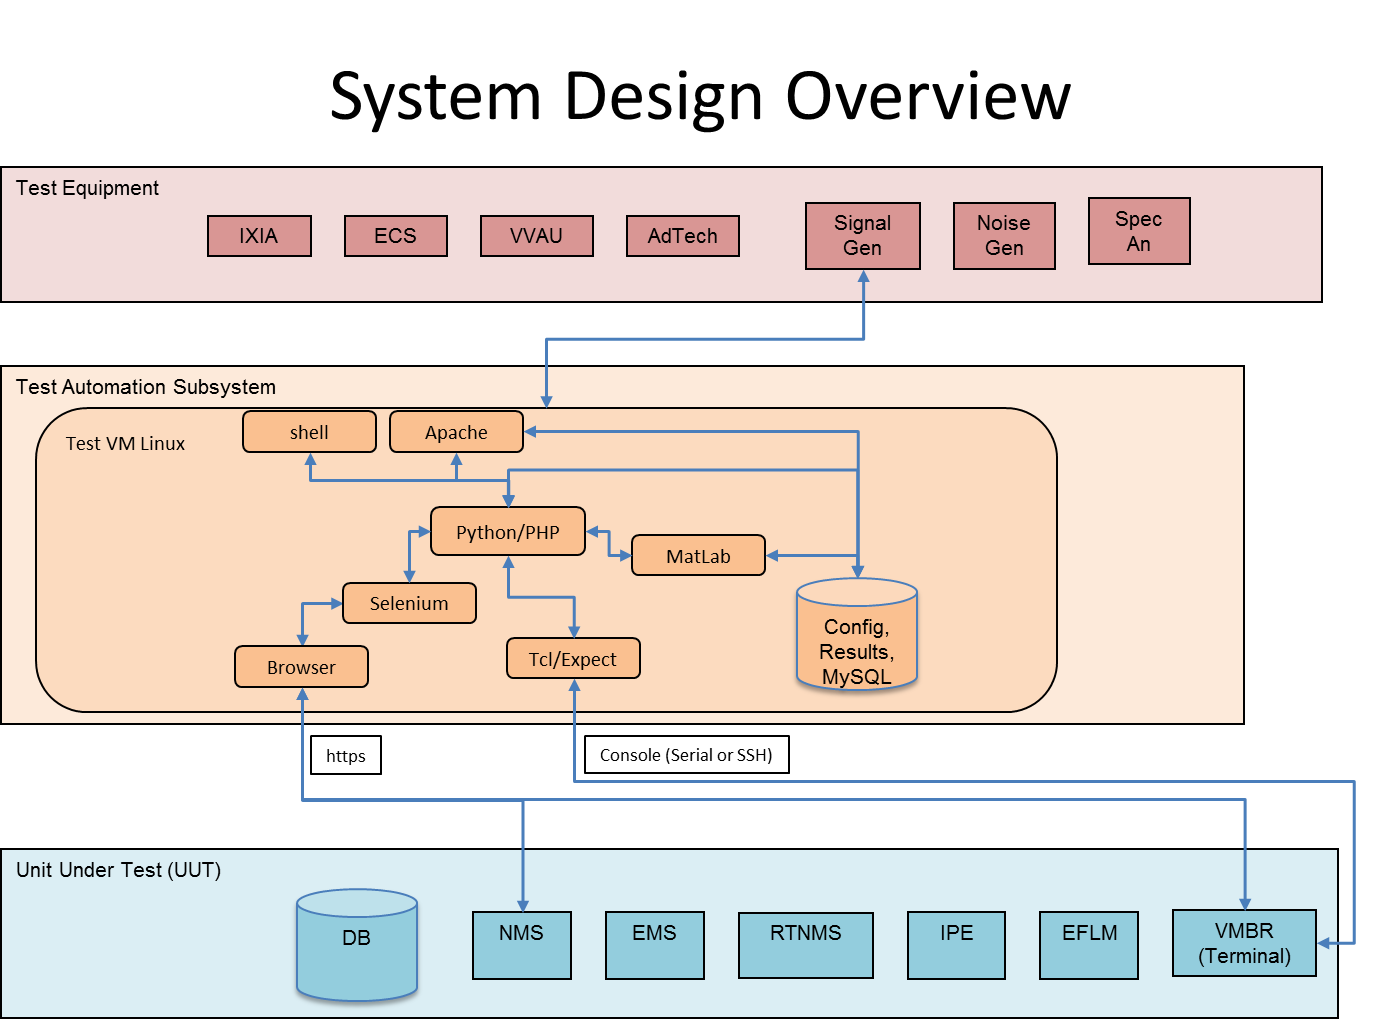 System Design Overview
Test Equipment
IXIA
ECS
VVAU
AdTech
Signal
Gen
Noise
Gen
Spec
An
Test Automation Subsystem
Test VM Linux
shell
Apache
Python/PHP
MatLab
Selenium
Browser
Tcl/Expect
Config,
Results,
MySQL
https
Console (Serial or SSH)
Unit Under Test (UUT)
DB
NMS
EMS
RTNMS
IPE
EFLM
VMBR
(Terminal)